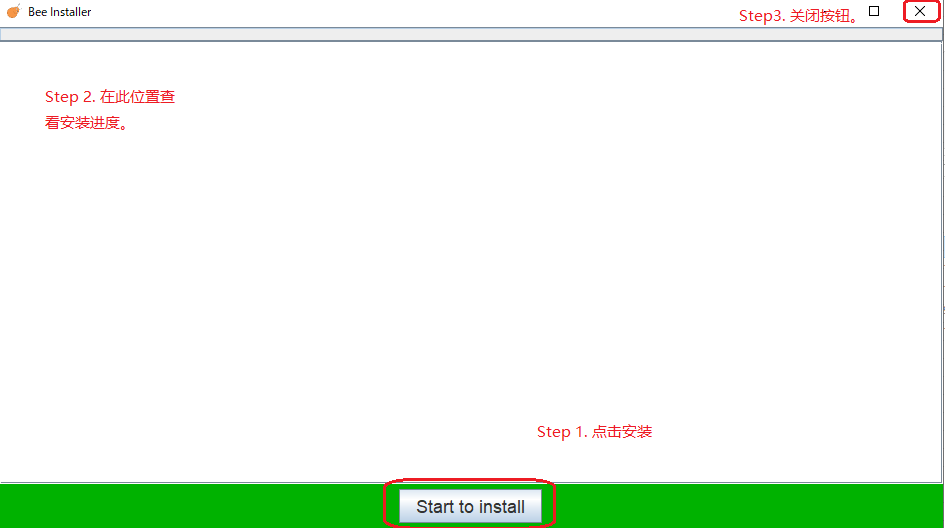 Bee Installer
Step3. 关闭按钮。
Step 2. 在此位置查
看安装进度。
Step 1. 点击安装
Start to install